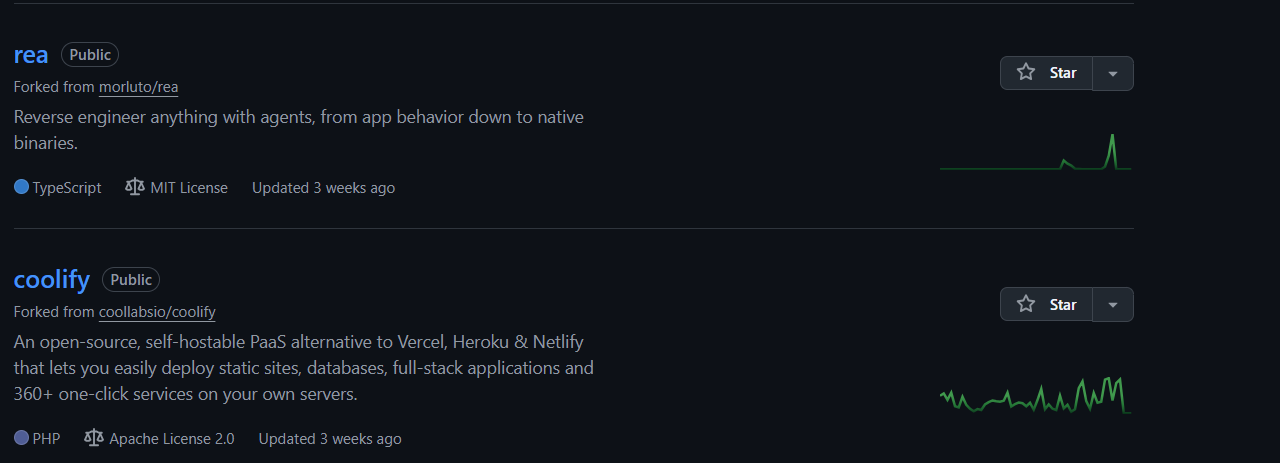 rea Public
Star
Forked from morluto/rea
Reverse engineer anything with agents, from app behavior down to native
binaries.
TypeScript MIT License Updated 3 weeks ago
coolify Public
Star
Forked from coollabsio/coolify
An open-source, self-hostable PaaS alternative to Vercel, Heroku & Netlify
that lets you easily deploy static sites, databases, full-stack applications and
360+ one-click services on your own servers.
PHP Apache License 2.0 Updated 3 weeks ago